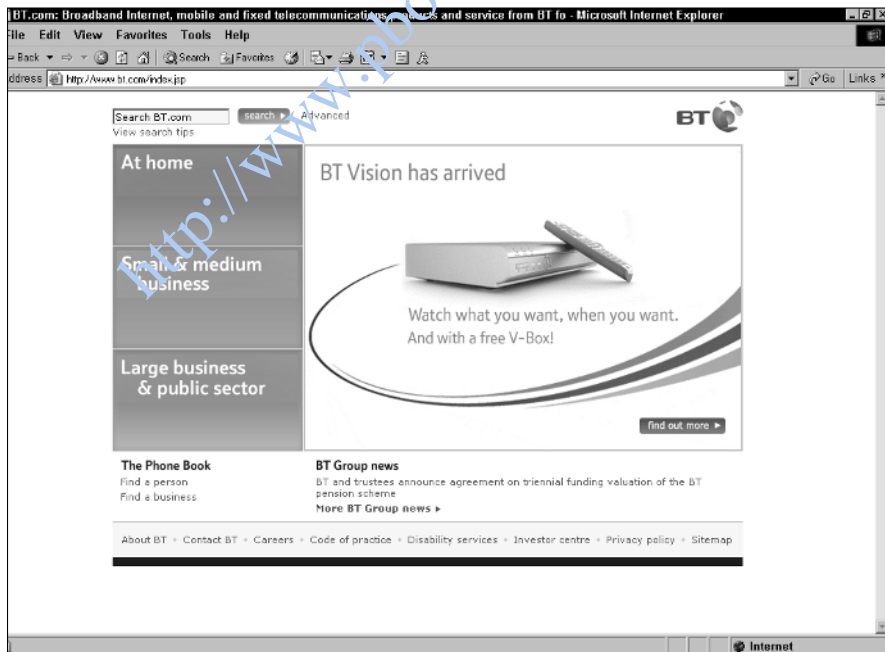 BT.com: Broadband Internet, mobile and fixed telecommunications products and service from BT fo - Microsoft Internet Explorer
File Edit View Favorites Tools Help
Back Search Favorites
Address http://www.bt.com/index.jsp Go Links
Search BT.com search Advanced
View search tips
BT
At home
BT Vision has arrived
Small & medium
business
Watch what you want, when you want.
And with a free V-Box!
Large business
& public sector
find out more
The Phone Book
Find a person
Find a business
BT Group news
BT and trustees announce agreement on triennial funding valuation of the BT
pension scheme
More BT Group news
About BT • Contact BT • Careers • Code of practice • Disability services • Investor centre • Privacy policy • Sitemap
Internet